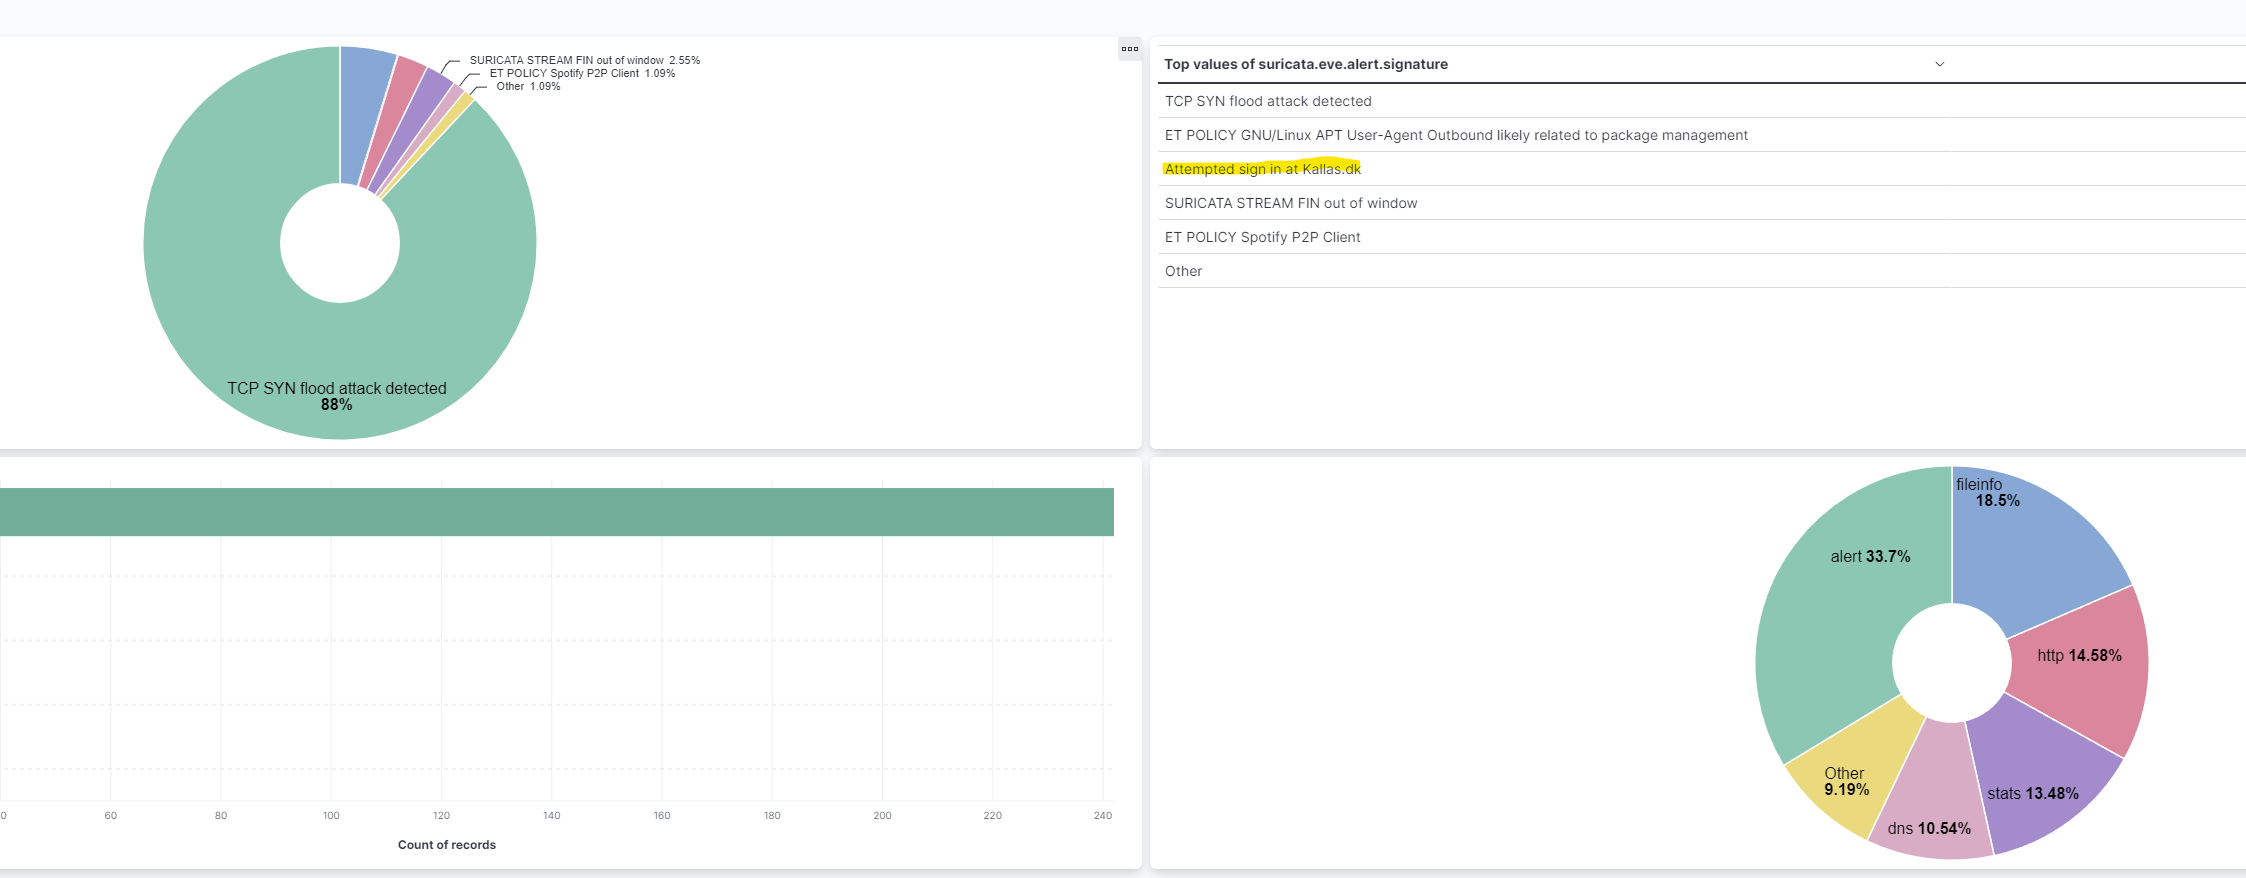 SURICATA STREAM FIN out of window 2.55%
ET POLICY Spotify P2P Client 1.09%
Other 1.09%
TCP SYN flood attack detected
88%
Top values of suricata.eve.alert.signature
TCP SYN flood attack detected
ET POLICY GNU/Linux APT User-Agent Outbound likely related to package management
Attempted sign in at Kallas.dk
SURICATA STREAM FIN out of window
ET POLICY Spotify P2P Client
Other
60 80 100 120 140 160 180 200 220 240
Count of records
fileinfo
18.5%
alert 33.7%
http 14.58%
Other
9.19%
stats 13.48%
dns 10.54%